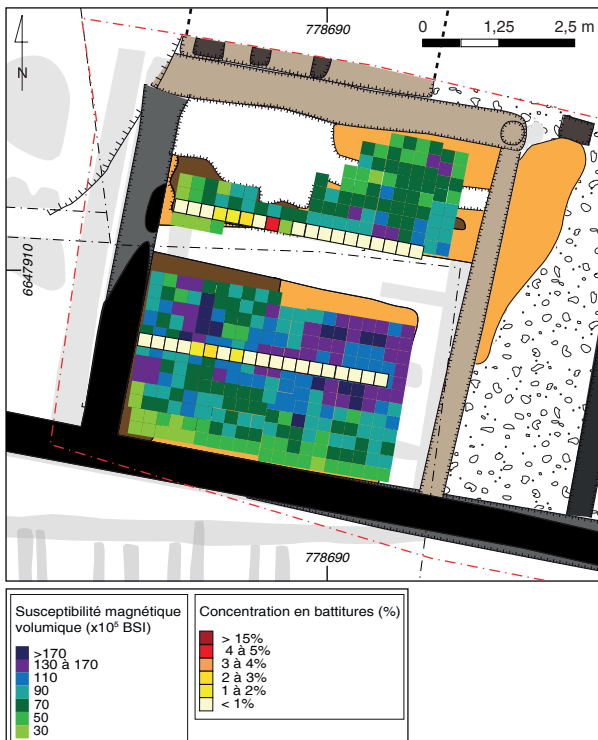 778690
0 1,25 2,5 m
N
6647910
778690
Susceptibilité magnétique
volumique (x10⁵ BSI)
>170
130 à 170
110
90
70
50
30
Concentration en battitures (%)
> 15%
4 à 5%
3 à 4%
2 à 3%
1 à 2%
< 1%